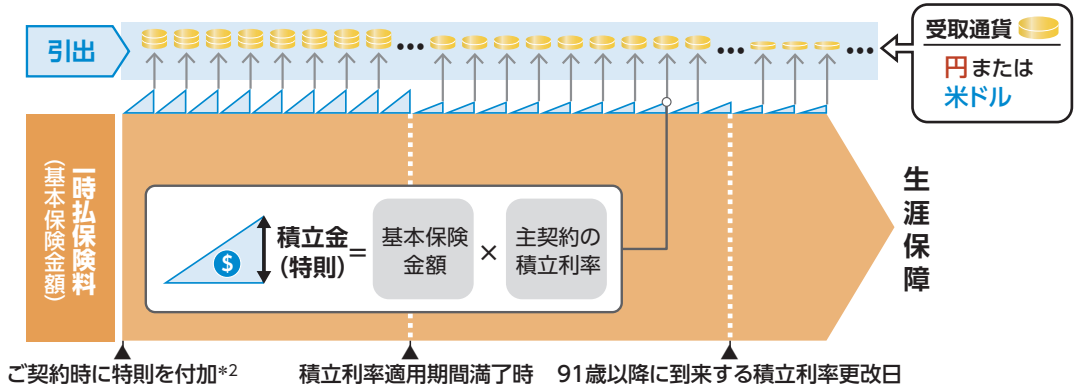 引出
•••
•••
•••
受取通貨
円または
米ドル
一時払保険料
（基本保険金額）
$
積立金
（特則）
=
基本保険
金額
×
主契約の
積立利率
生涯保障
ご契約時に特則を付加*2
積立利率適用期間満了時
91歳以降に到来する積立利率更改日